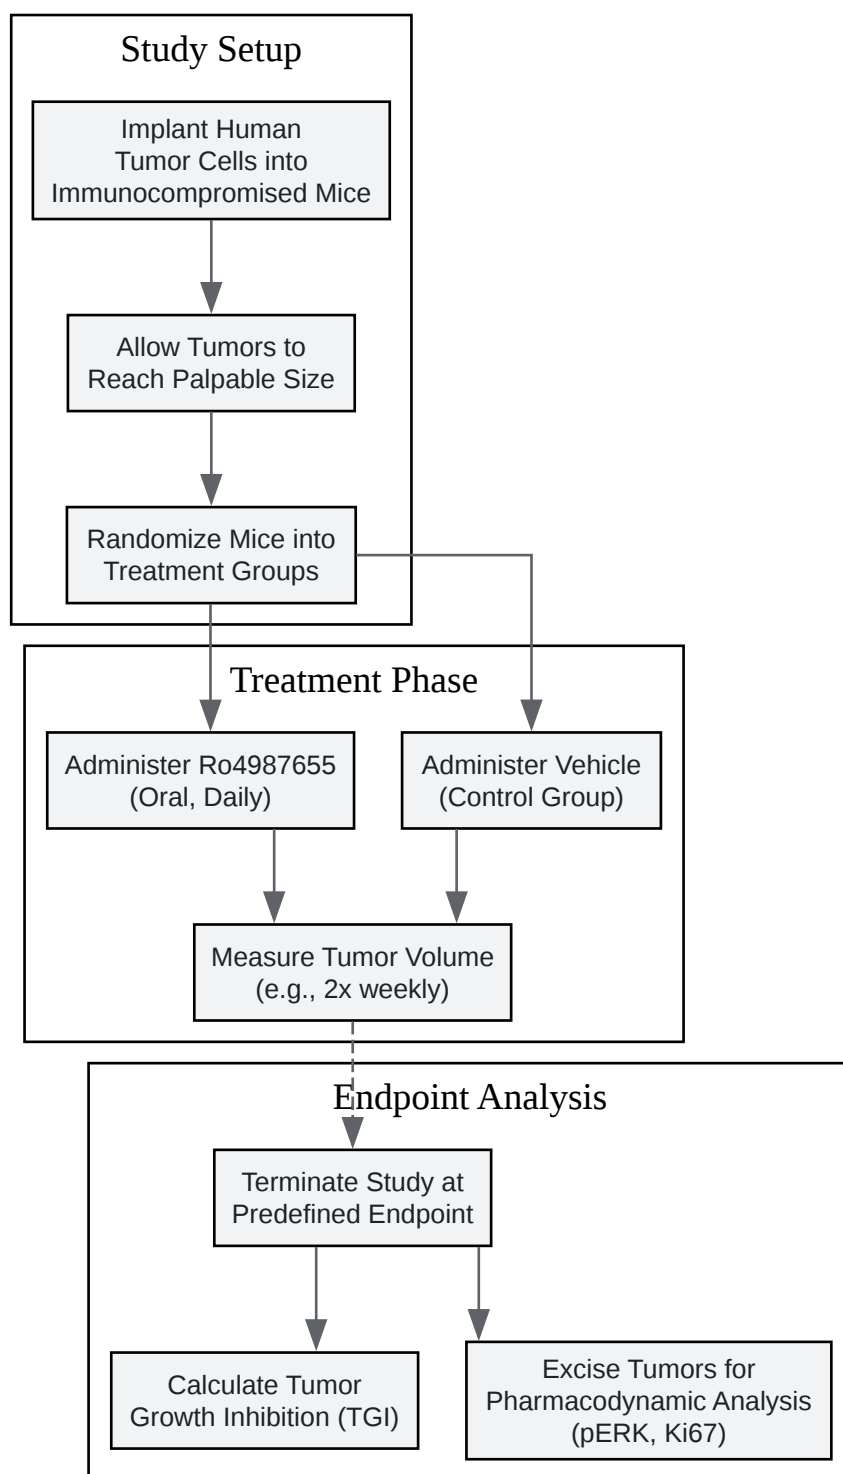 Study Setup
Implant Human
Tumor Cells into
Immunocompromised Mice
Allow Tumors to
Reach Palpable Size
Randomize Mice into
Treatment Groups
Treatment Phase
Administer Ro4987655
(Oral, Daily)
Administer Vehicle
(Control Group)
Measure Tumor Volume
(e.g., 2x weekly)
Endpoint Analysis
Terminate Study at
Predefined Endpoint
Calculate Tumor
Growth Inhibition (TGI)
Excise Tumors for
Pharmacodynamic Analysis
(pERK, Ki67)